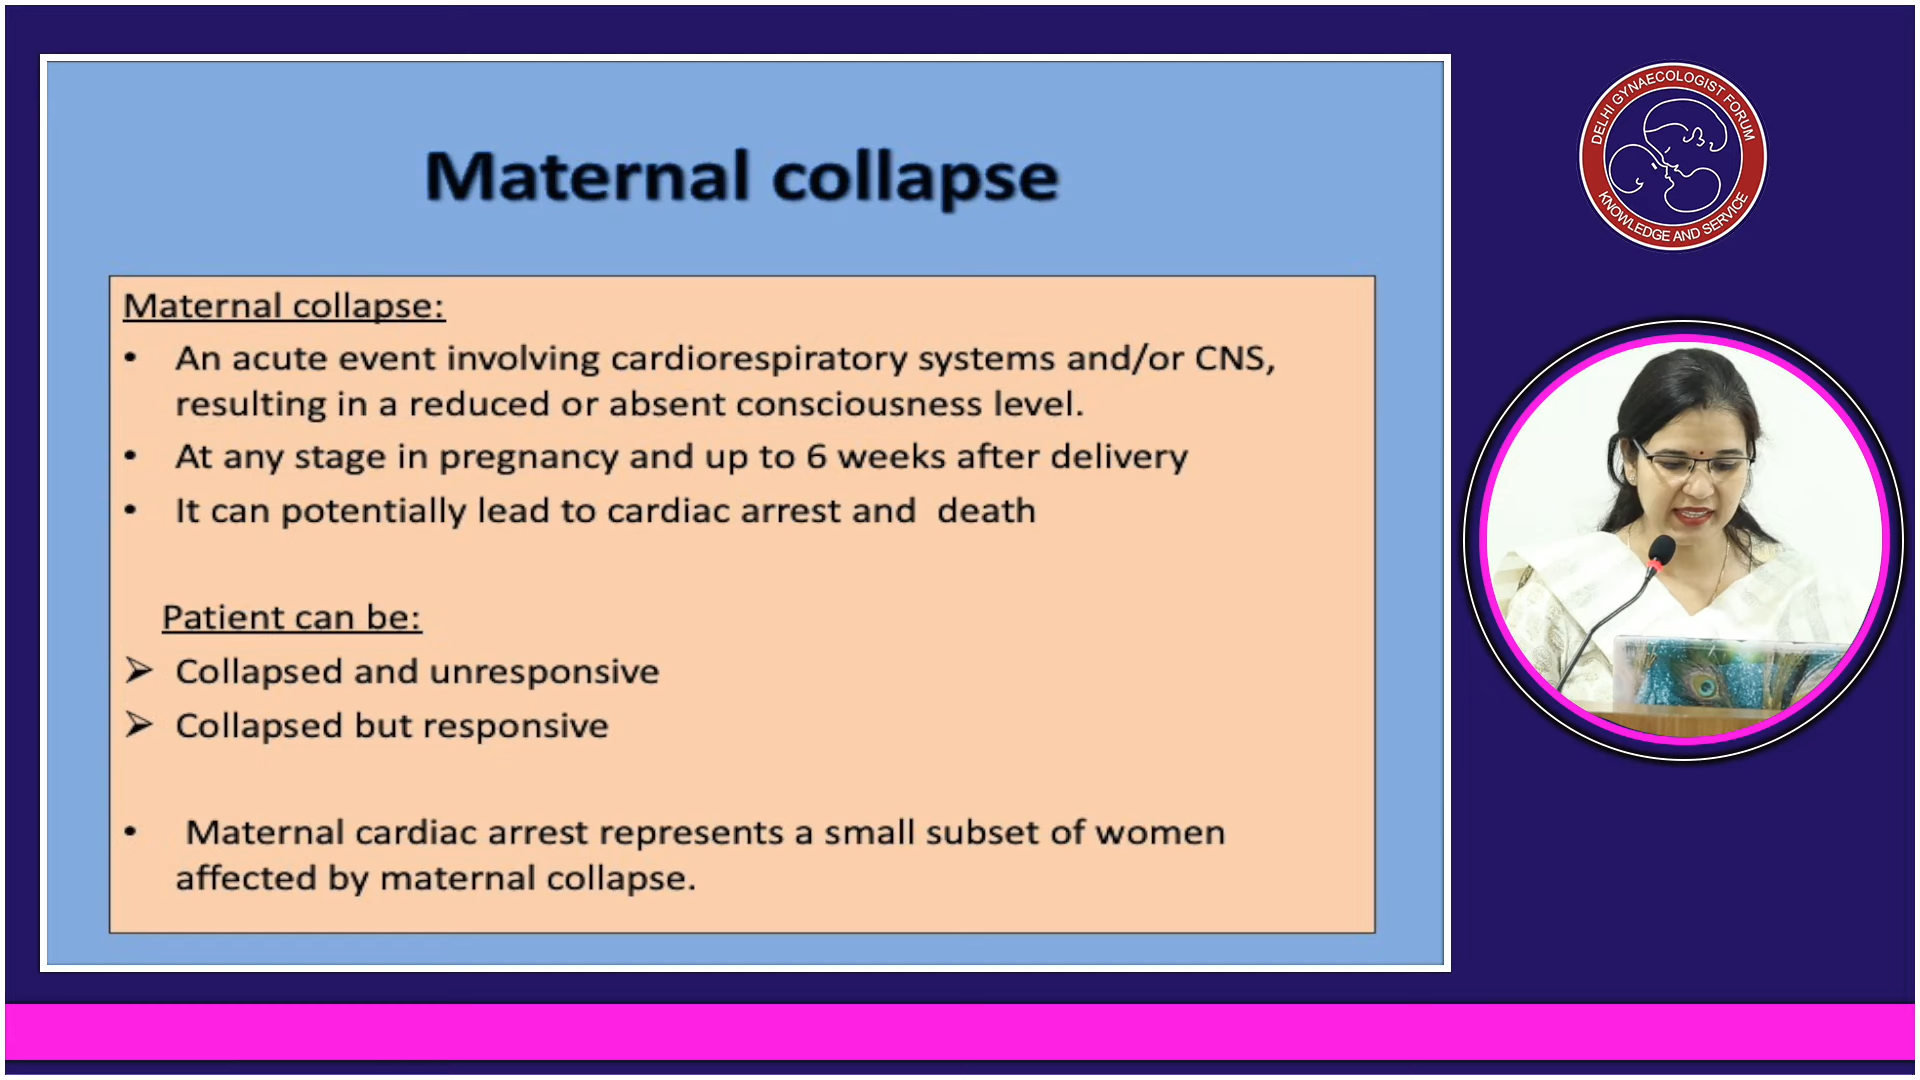 Maternal collapse
Maternal collapse:
• An acute event involving cardiorespiratory systems and/or CNS,
resulting in a reduced or absent consciousness level.
• At any stage in pregnancy and up to 6 weeks after delivery
• It can potentially lead to cardiac arrest and death
Patient can be:
➢ Collapsed and unresponsive
➢ Collapsed but responsive
• Maternal cardiac arrest represents a small subset of women
affected by maternal collapse.
DELHI GYNAECOLOGIST FORUM
KNOWLEDGE AND SERVICE